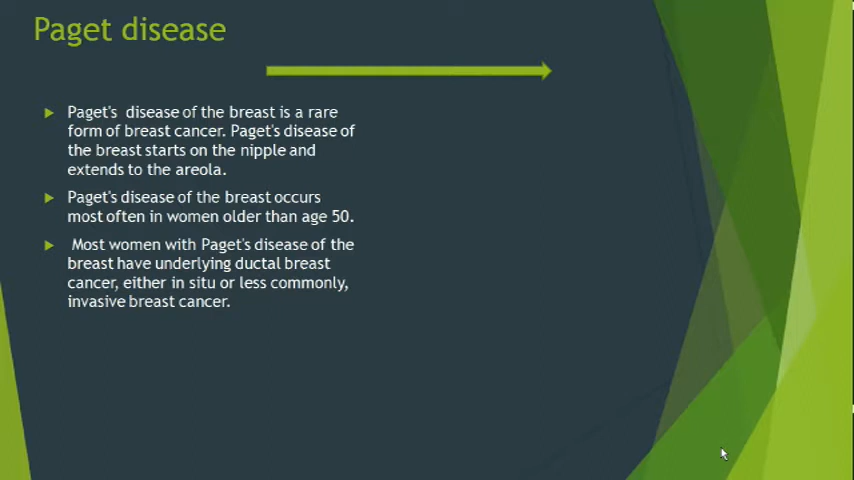 Paget disease
Paget's  disease of the breast is a rare
form of breast cancer. Paget's disease of
the breast starts on the nipple and
extends to the areola.
Paget's disease of the breast occurs
most often in women older than age 50.
Most women with Paget's disease of the
breast have underlying ductal breast
cancer, either in situ or less commonly,
invasive breast cancer.